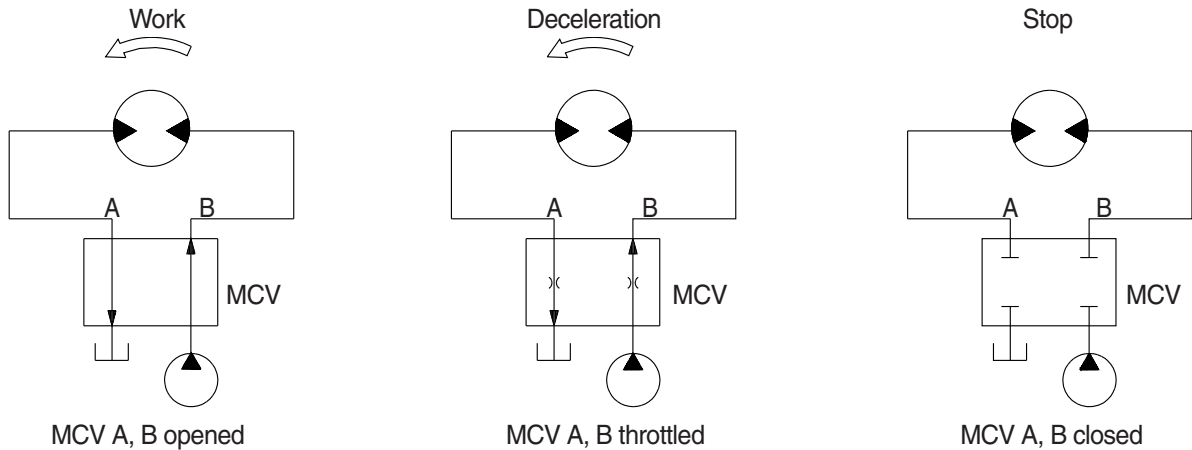 Work
Deceleration
Stop
A
B
MCV
A
B
MCV
A
B
MCV
MCV A, B opened
MCV A, B throttled
MCV A, B closed